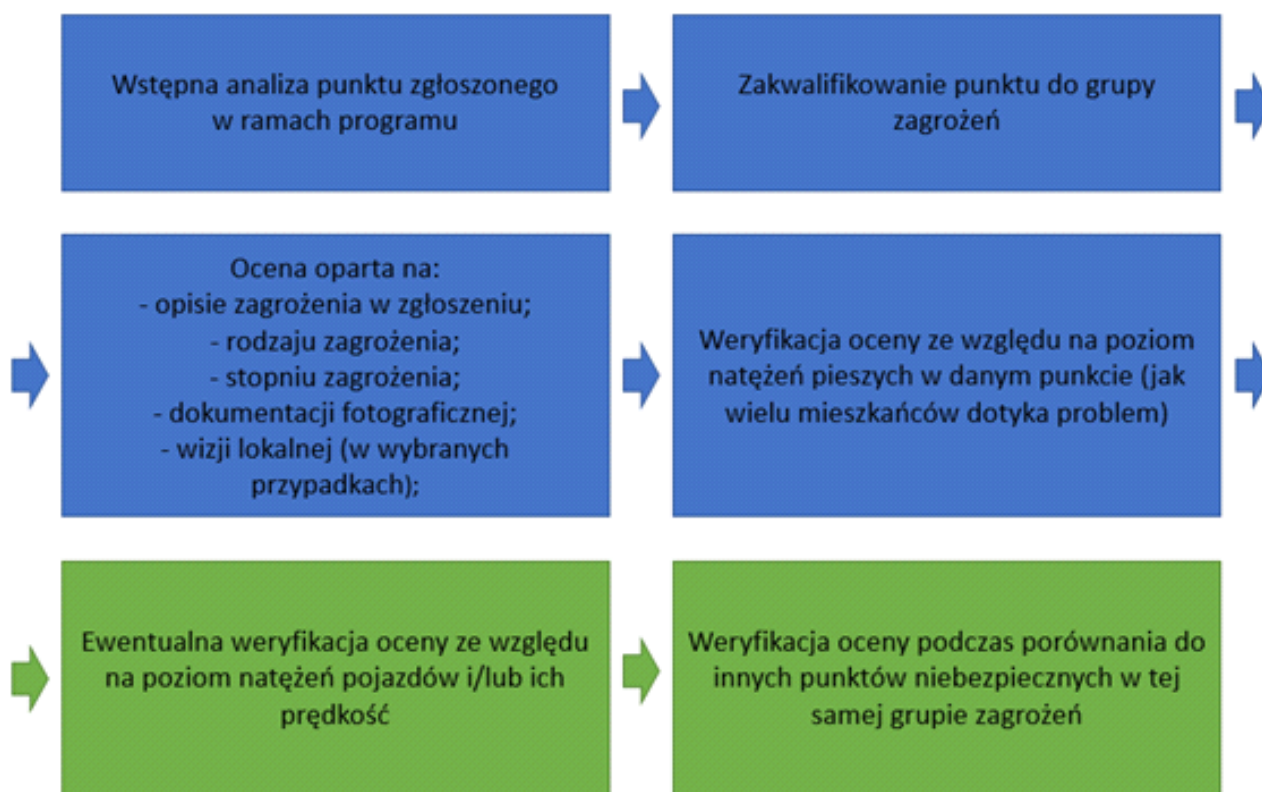 Wstępna analiza punktu zgłoszonego
w ramach programu
Zakwalifikowanie punktu do grupy
zagrożeń
Ocena oparta na:
- opisie zagrożenia w zgłoszeniu;
- rodzaju zagrożenia;
- stopniu zagrożenia;
- dokumentacji fotograficznej;
- wizji lokalnej (w wybranych
przypadkach);
Weryfikacja oceny ze względu na poziom
natężeń pieszych w danym punkcie (jak
wielu mieszkańców dotyka problem)
Ewentualna weryfikacja oceny ze względu
na poziom natężeń pojazdów i/lub ich
prędkość
Weryfikacja oceny podczas porównania do
innych punktów niebezpiecznych w tej
samej grupie zagrożeń